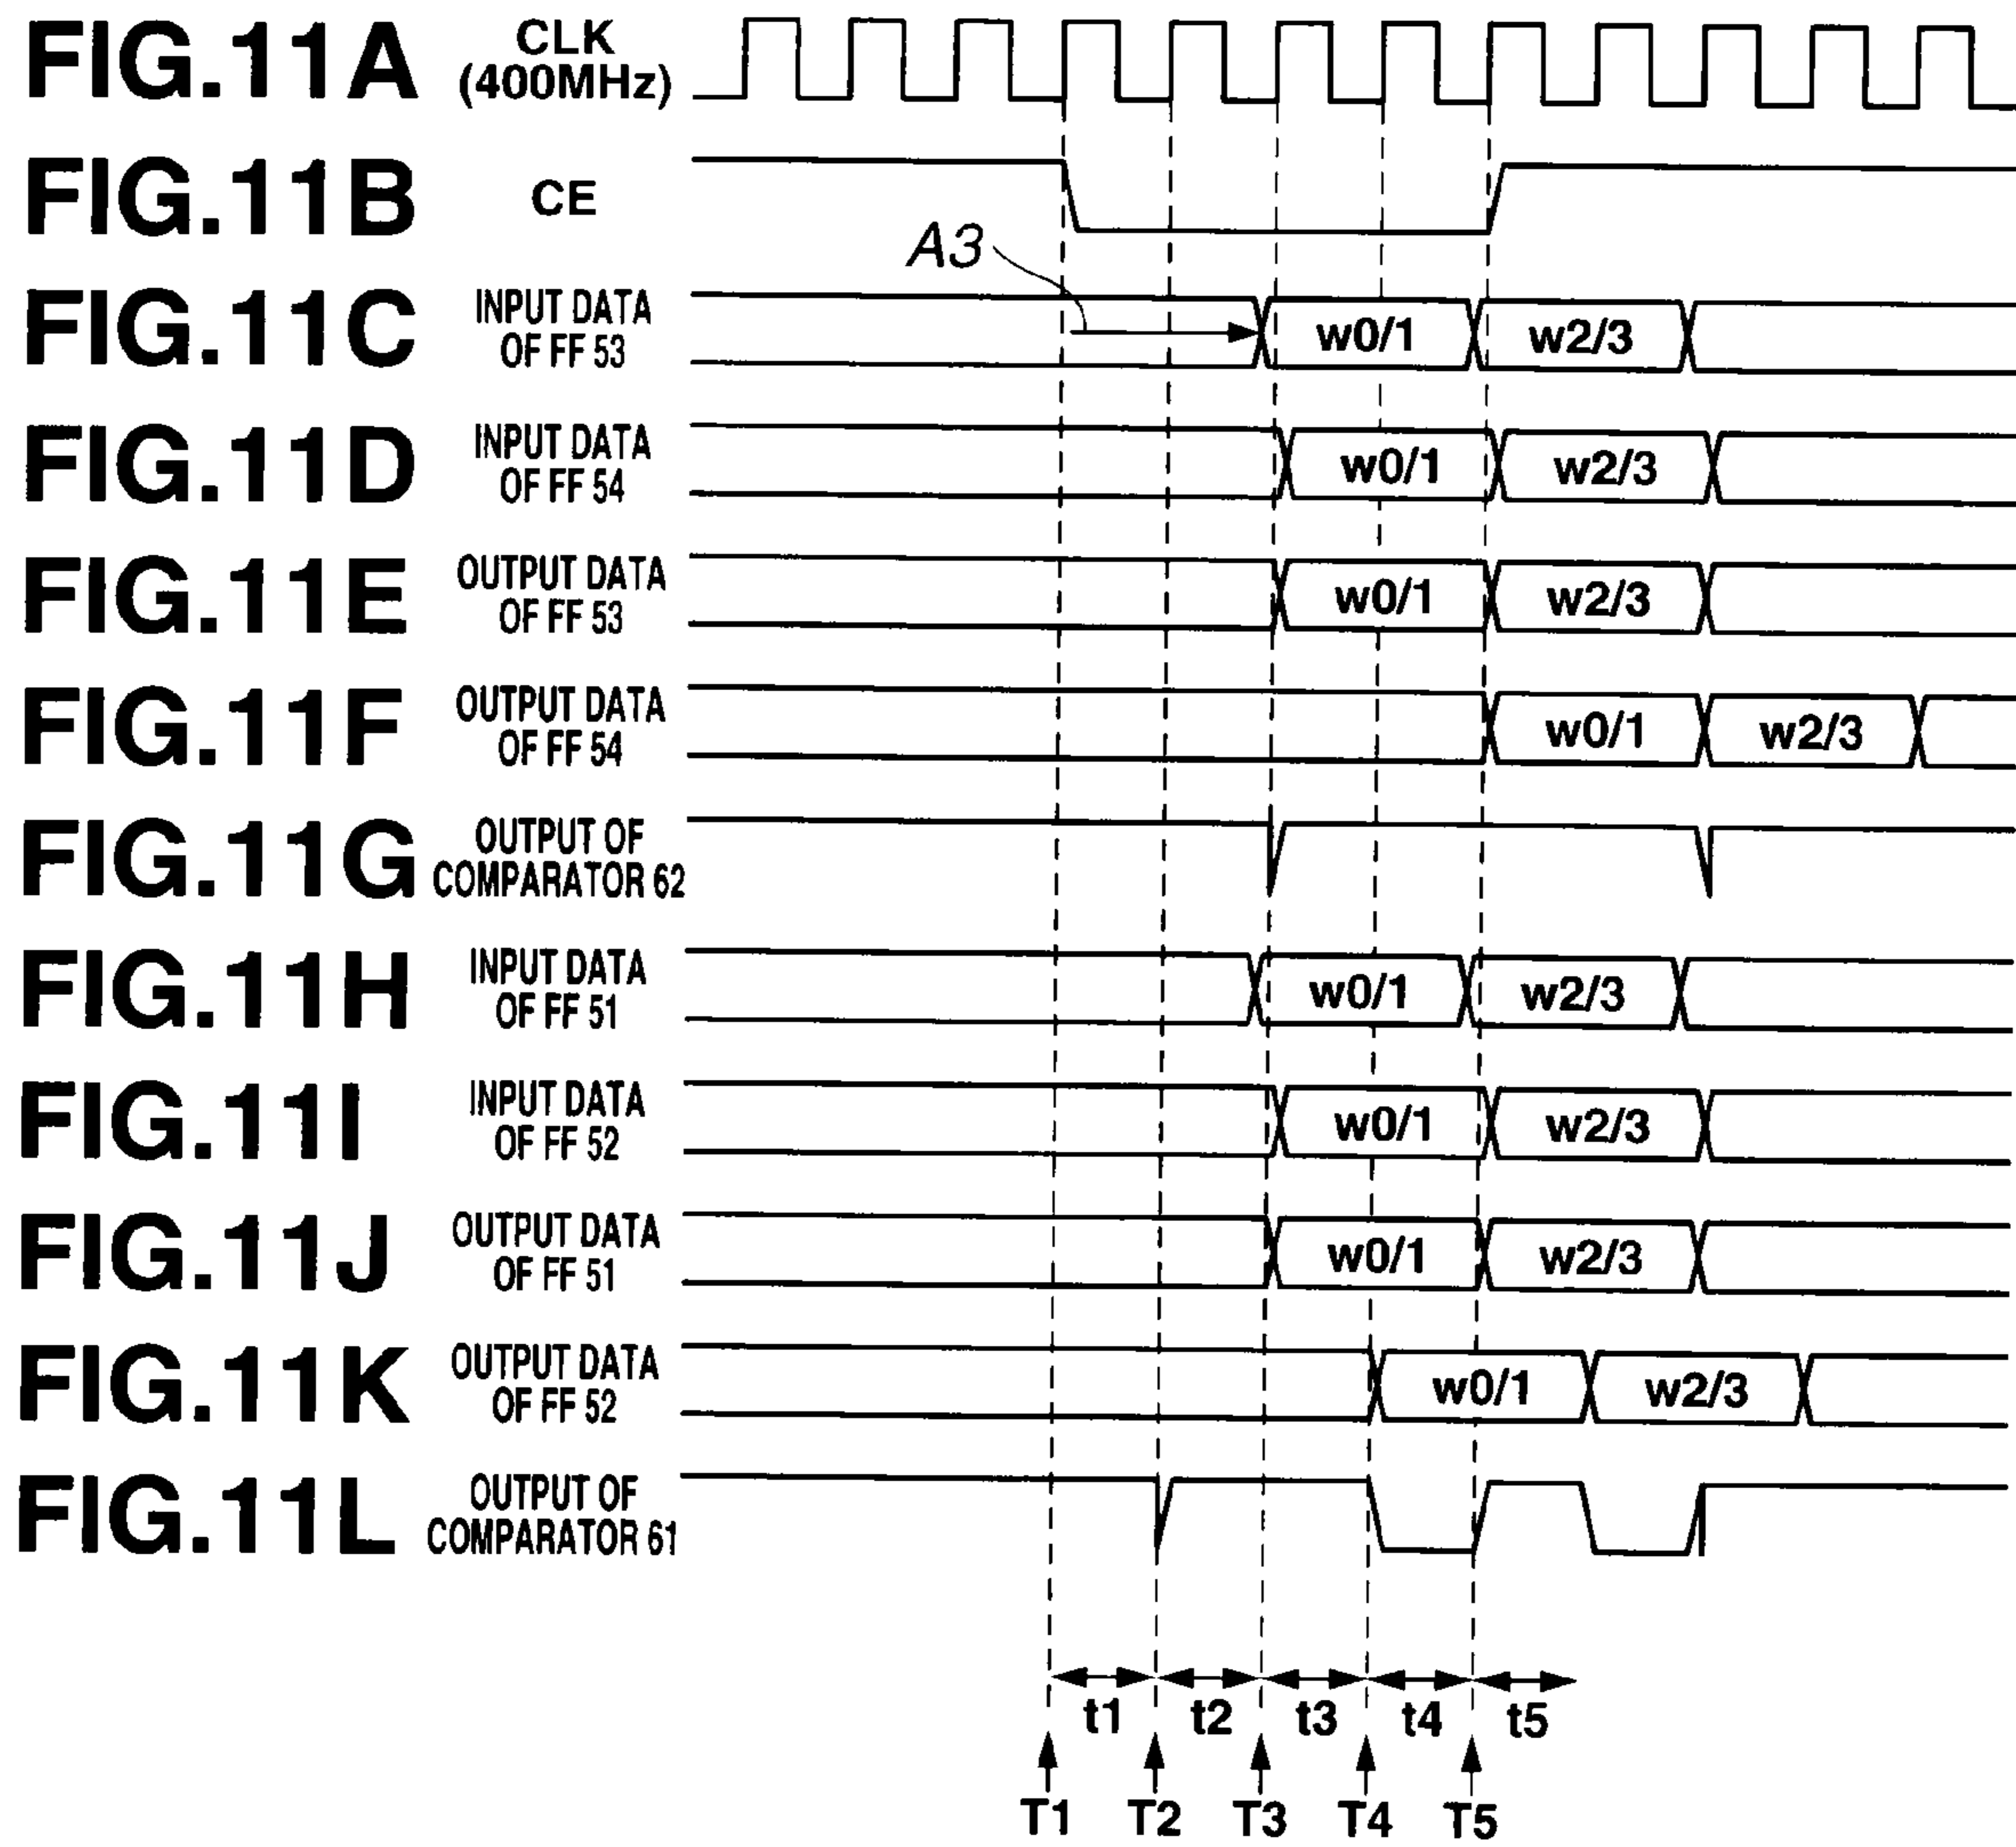 FIG.11A CLK
(400MHz)
FIG.11B CE
A3
FIG.11C INPUT DATA
OF FF 53 w0/1 w2/3
FIG.11D INPUT DATA
OF FF 54 w0/1 w2/3
FIG.11E OUTPUT DATA
OF FF 53 w0/1 w2/3
FIG.11F OUTPUT DATA
OF FF 54 w0/1 w2/3
FIG.11G OUTPUT OF
COMPARATOR 62
FIG.11H INPUT DATA
OF FF 51 w0/1 w2/3
FIG.11I INPUT DATA
OF FF 52 w0/1 w2/3
FIG.11J OUTPUT DATA
OF FF 51 w0/1 w2/3
FIG.11K OUTPUT DATA
OF FF 52 w0/1 w2/3
FIG.11L OUTPUT OF
COMPARATOR 61
t1 t2 t3 t4 t5
T1 T2 T3 T4 T5